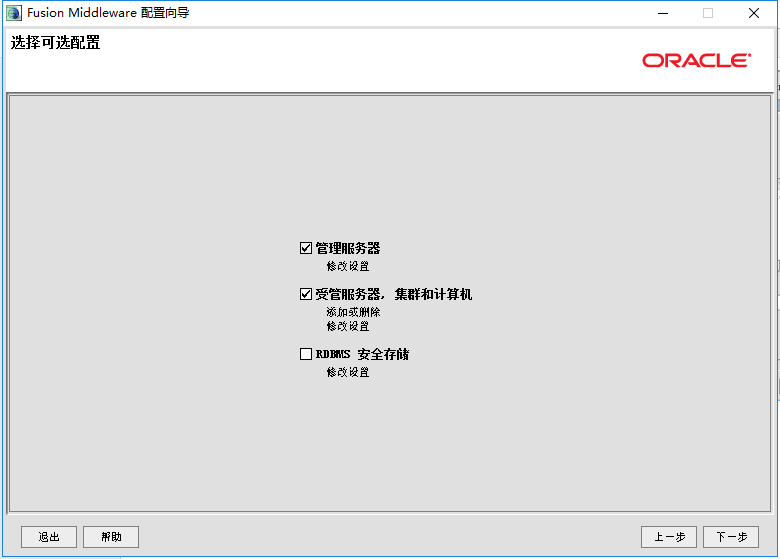 Fusion Middleware 配置向导
选择可选配置
ORACLE
管理服务器
修改设置
受管服务器, 集群和计算机
添加或删除
修改设置
RDBMS 安全存储
修改设置
退出 帮助 上一步 下一步